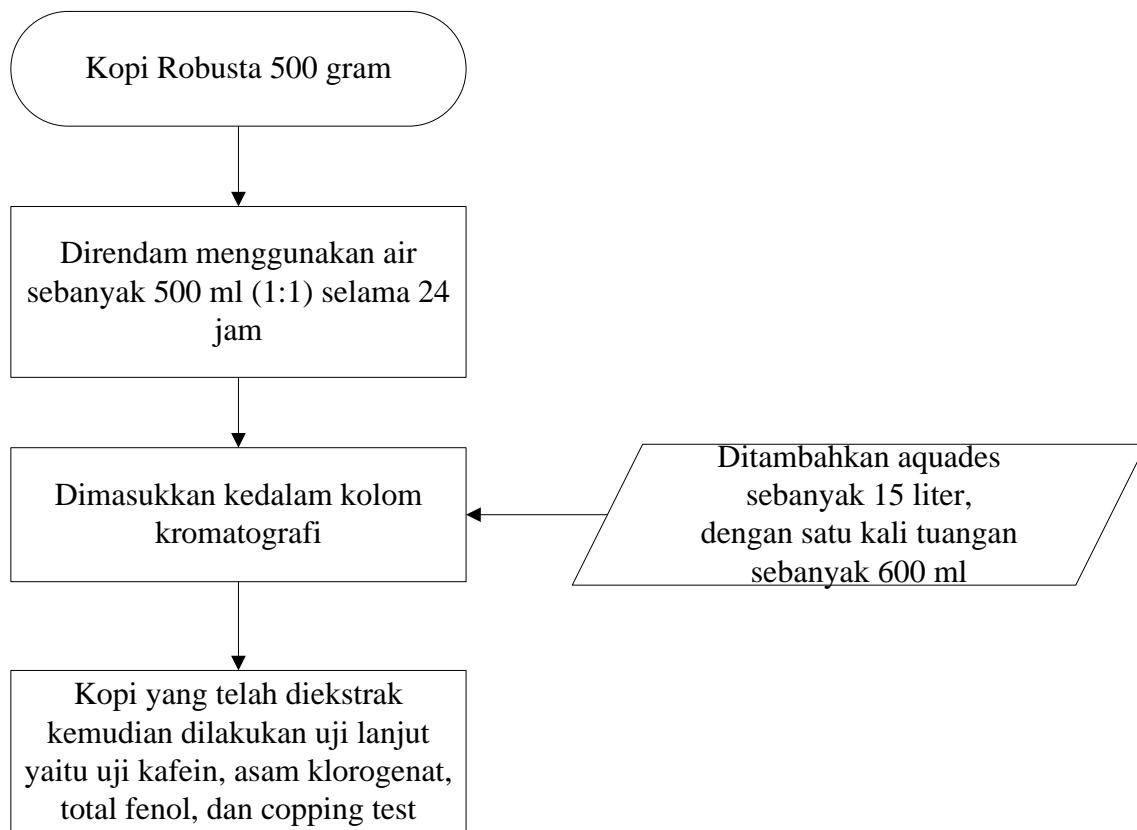 Kopi Robusta 500 gram
Direndam menggunakan air
sebanyak 500 ml (1:1) selama 24
jam
Dimasukkan kedalam kolom
kromatografi
Ditambahkan aquades
sebanyak 15 liter,
dengan satu kali tuangan
sebanyak 600 ml
Kopi yang telah diekstrak
kemudian dilakukan uji lanjut
yaitu uji kafein, asam klorogenat,
total fenol, dan copping test